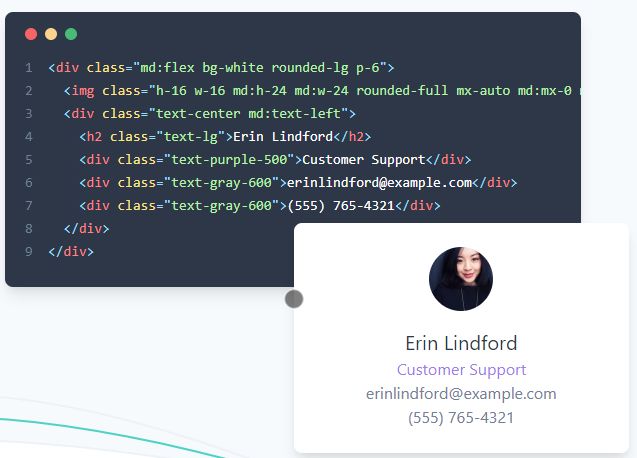 1 <div class="md:flex bg-white rounded-lg p-6">
2 <img class="h-16 w-16 md:h-24 md:w-24 rounded-full mx-auto md:mx-0
3 <div class="text-center md:text-left">
4 <h2 class="text-lg">Erin Lindford</h2>
5 <div class="text-purple-500">Customer Support</div>
6 <div class="text-gray-600">erinlindford@example.com</div>
7 <div class="text-gray-600">(555) 765-4321</div>
8 </div>
9 </div>
Erin Lindford
Customer Support
erinlindford@example.com
(555) 765-4321